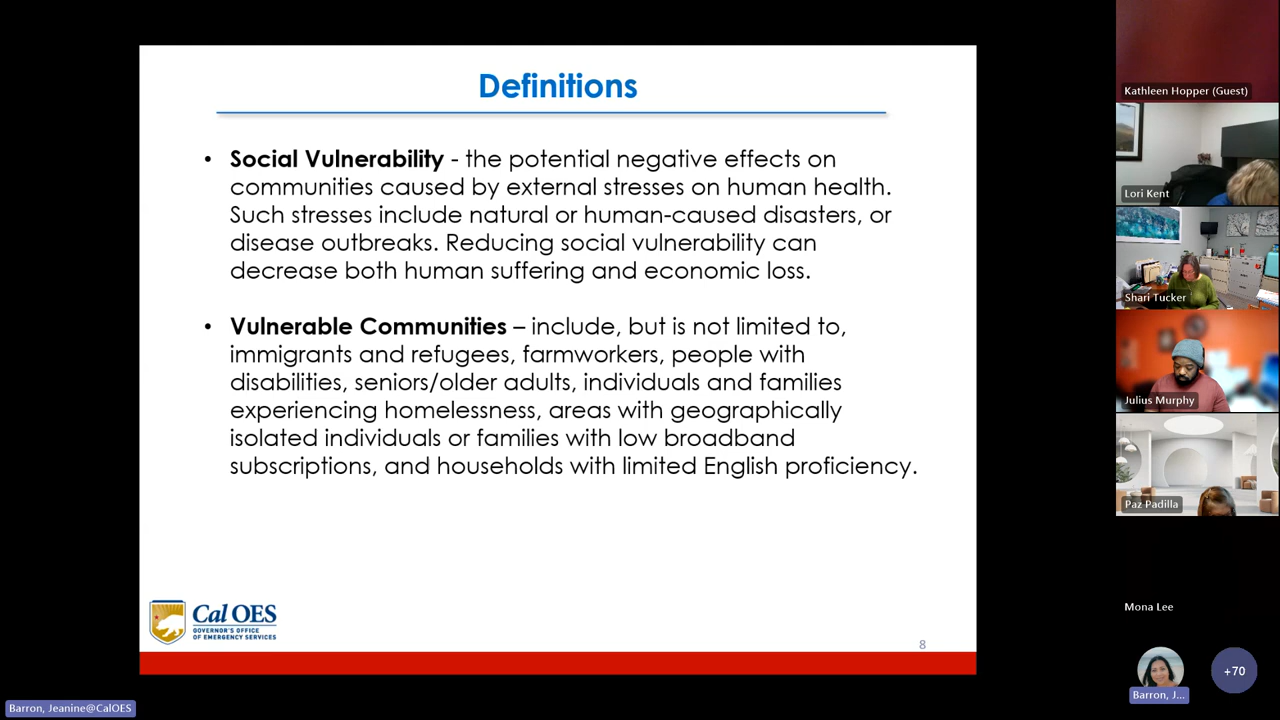 Definitions
• Social Vulnerability - the potential negative effects on
communities caused by external stresses on human health.
Such stresses include natural or human-caused disasters, or
disease outbreaks. Reducing social vulnerability can
decrease both human suffering and economic loss.
• Vulnerable Communities – include, but is not limited to,
immigrants and refugees, farmworkers, people with
disabilities, seniors/older adults, individuals and families
experiencing homelessness, areas with geographically
isolated individuals or families with low broadband
subscriptions, and households with limited English proficiency.
Cal OES
GOVERNOR'S OFFICE
OF EMERGENCY SERVICES
8
Kathleen Hopper (Guest)
Lori Kent
Shari Tucker
Julius Murphy
Paz Padilla
Mona Lee
Barron, J...
+70
Barron, Jeanine@CalOES